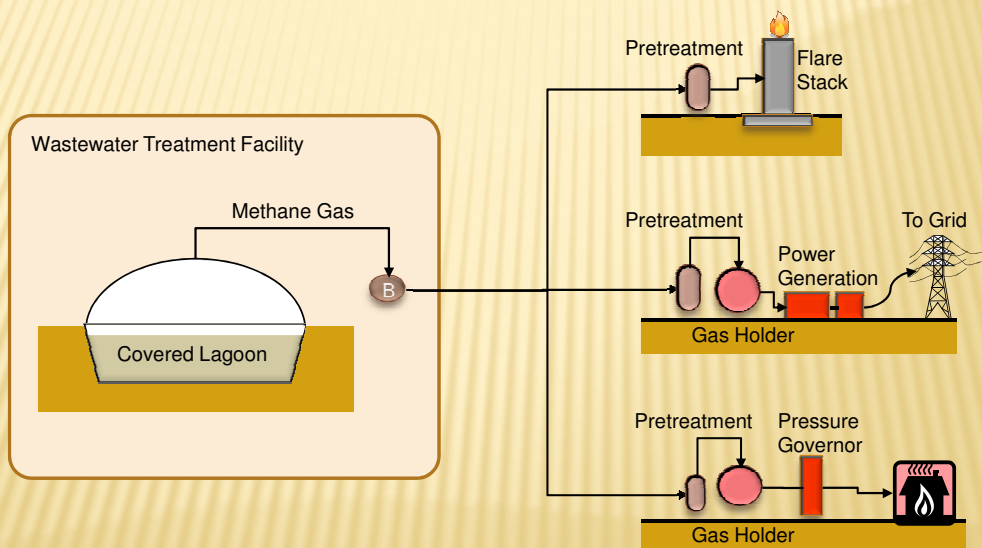 Wastewater Treatment Facility
Methane Gas
B
Covered Lagoon
Pretreatment
Flare
Stack
Pretreatment
Power
Generation
To Grid
Gas Holder
Pretreatment
Pressure
Governor
Gas Holder